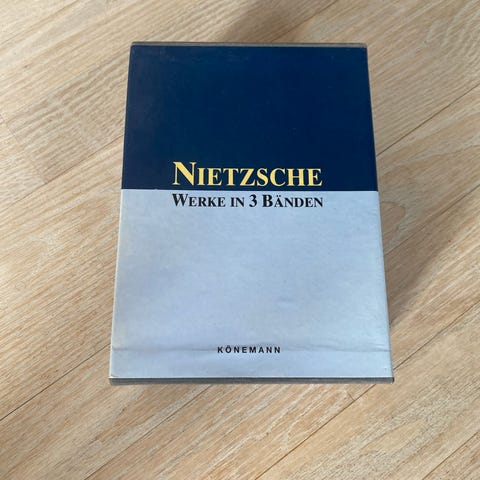 NIETZSCHE
WERKE IN 3 BÄNDEN
KÖNEMANN